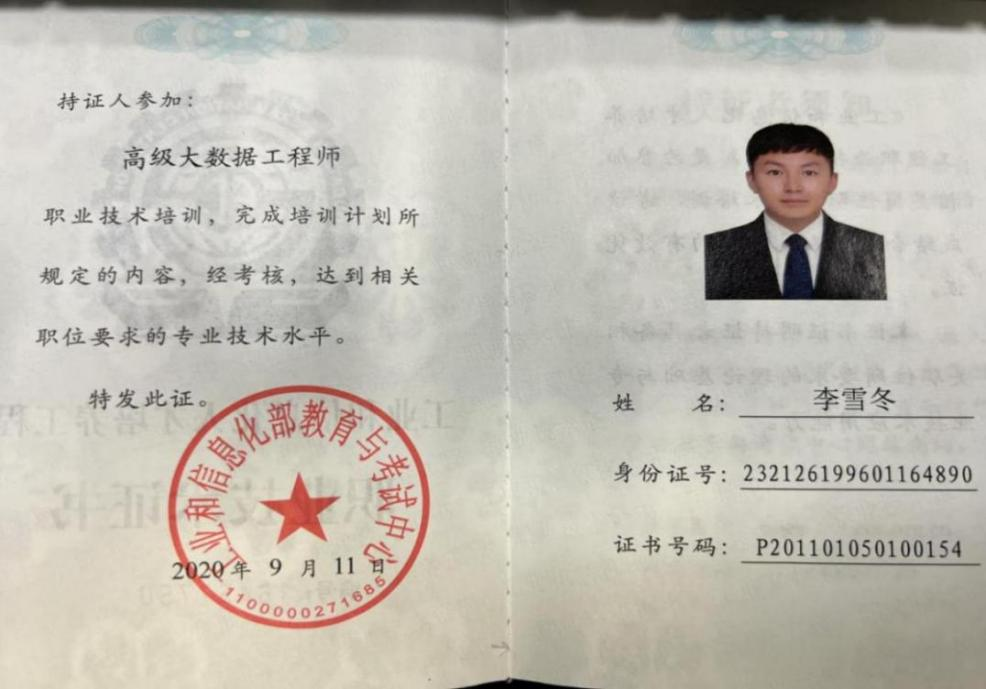 持证人参加：
高级大数据工程师
职业技术培训，完成培训计划所
规定的内容，经考核，达到相关
职位要求的专业技术水平。
特发此证。
工业和信息化部教育与考试中心
2020年 9 月 11 日
1100000271685
姓 名： 李雪冬
身份证号：232126199601164890
证书号码：P201101050100154